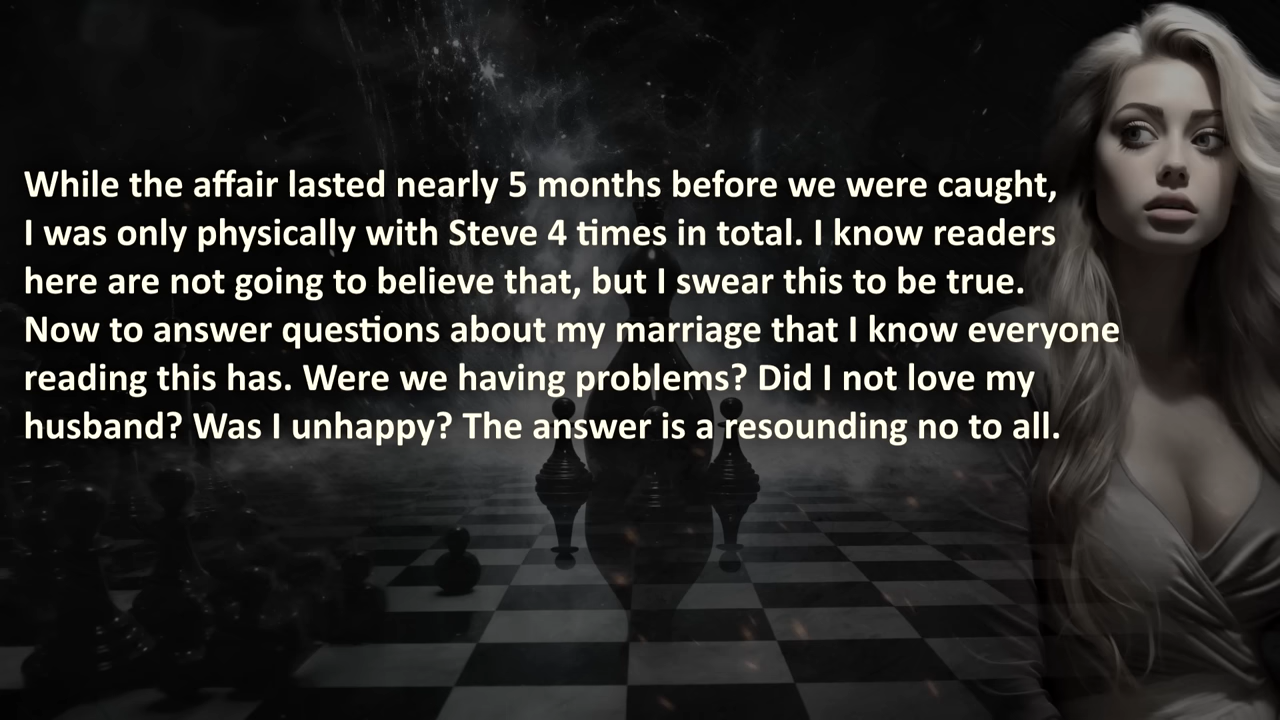 While the affair lasted nearly 5 months before we were caught,
I was only physically with Steve 4 times in total. I know readers
here are not going to believe that, but I swear this to be true.
Now to answer questions about my marriage that I know everyone
reading this has. Were we having problems? Did I not love my
husband? Was I unhappy? The answer is a resounding no to all.